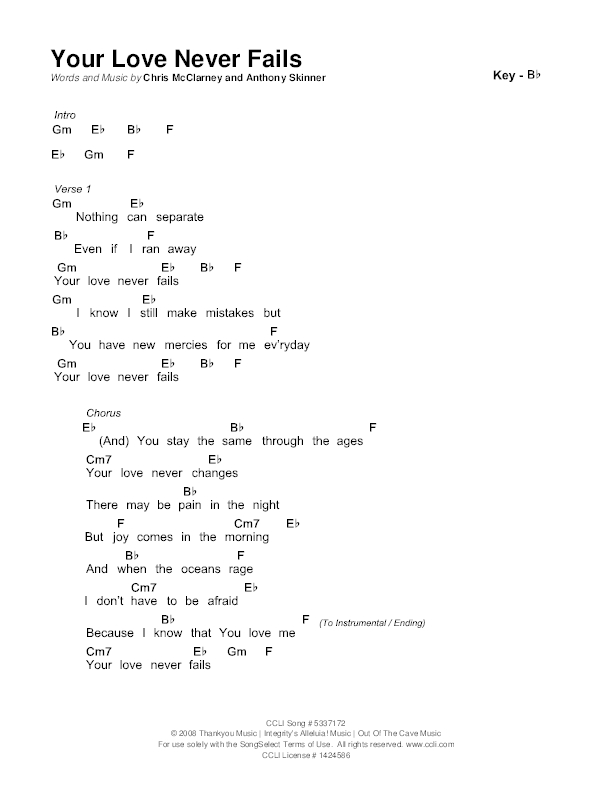 Your Love Never Fails
Words and Music by Chris McClarney and Anthony Skinner
Key - B♭
Intro
Gm E♭ B♭ F
E♭ Gm F
Verse 1
Gm E♭
Nothing can separate
B♭ F
Even if I ran away
Gm E♭ B♭ F
Your love never fails
Gm E♭
I know I still make mistakes but
B♭ F
You have new mercies for me ev'ryday
Gm E♭ B♭ F
Your love never fails
Chorus
E♭ B♭ F
(And) You stay the same through the ages
Cm7 E♭
Your love never changes
B♭
There may be pain in the night
F Cm7 E♭
But joy comes in the morning
B♭ F
And when the oceans rage
Cm7 E♭
I don't have to be afraid
B♭ F (To Instrumental / Ending)
Because I know that You love me
Cm7 E♭ Gm F
Your love never fails
CCLI Song # 5337172
© 2008 Thankyou Music | Integrity's Alleluia! Music | Out Of The Cave Music
For use solely with the SongSelect Terms of Use. All rights reserved. www.ccli.com
CCLI License # 1424586